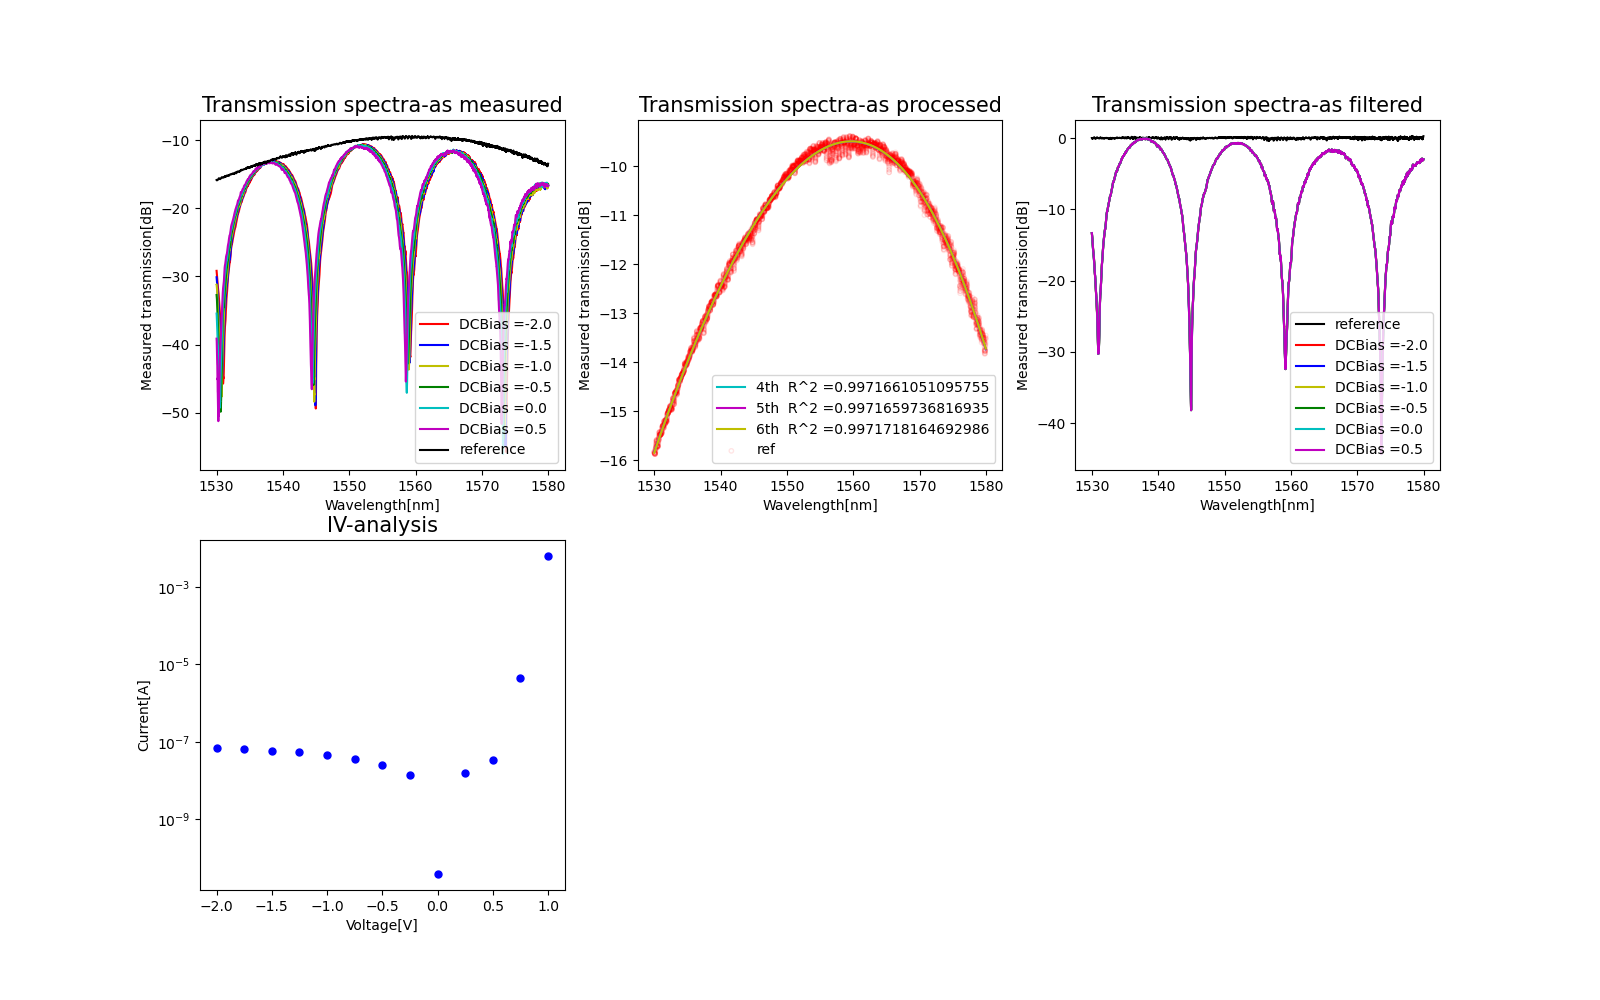 Transmission spectra-as measured
Measured transmission[dB]
−10
−20
−30
−40
−50
DCBias =-2.0
DCBias =-1.5
DCBias =-1.0
DCBias =-0.5
DCBias =0.0
DCBias =0.5
reference
1530 1540 1550 1560 1570 1580
Wavelength[nm]
Transmission spectra-as processed
Measured transmission[dB]
−10
−11
−12
−13
−14
−15
−16
4th R^2 =0.9971661051095755
5th R^2 =0.9971659736816935
6th R^2 =0.9971718164692986
ref
1530 1540 1550 1560 1570 1580
Wavelength[nm]
Transmission spectra-as filtered
Measured transmission[dB]
0
−10
−20
−30
−40
reference
DCBias =-2.0
DCBias =-1.5
DCBias =-1.0
DCBias =-0.5
DCBias =0.0
DCBias =0.5
1530 1540 1550 1560 1570 1580
Wavelength[nm]
IV-analysis
Current[A]
10⁻³
10⁻⁵
10⁻⁷
10⁻⁹
−2.0 −1.5 −1.0 −0.5 0.0 0.5 1.0
Voltage[V]